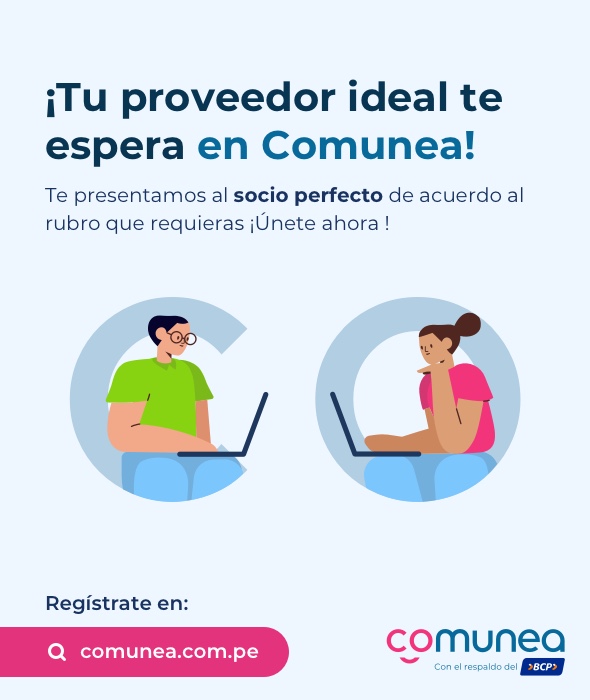 ¡Tu proveedor ideal te
espera en Comunea!
Te presentamos al socio perfecto de acuerdo al
rubro que requieras ¡Únete ahora !
Regístrate en:
comunea.com.pe
comunea
Con el respaldo del BCP